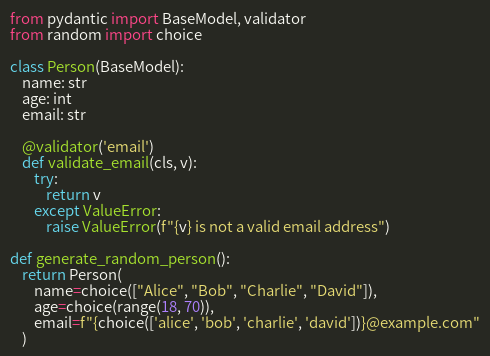 from pydantic import BaseModel, validator
from random import choice

class Person(BaseModel):
    name: str
    age: int
    email: str

    @validator('email')
    def validate_email(cls, v):
        try:
            return v
        except ValueError:
            raise ValueError(f"{v} is not a valid email address")

def generate_random_person():
    return Person(
        name=choice(["Alice", "Bob", "Charlie", "David"]),
        age=choice(range(18, 70)),
        email=f"{choice(['alice', 'bob', 'charlie', 'david'])}@example.com"
    )